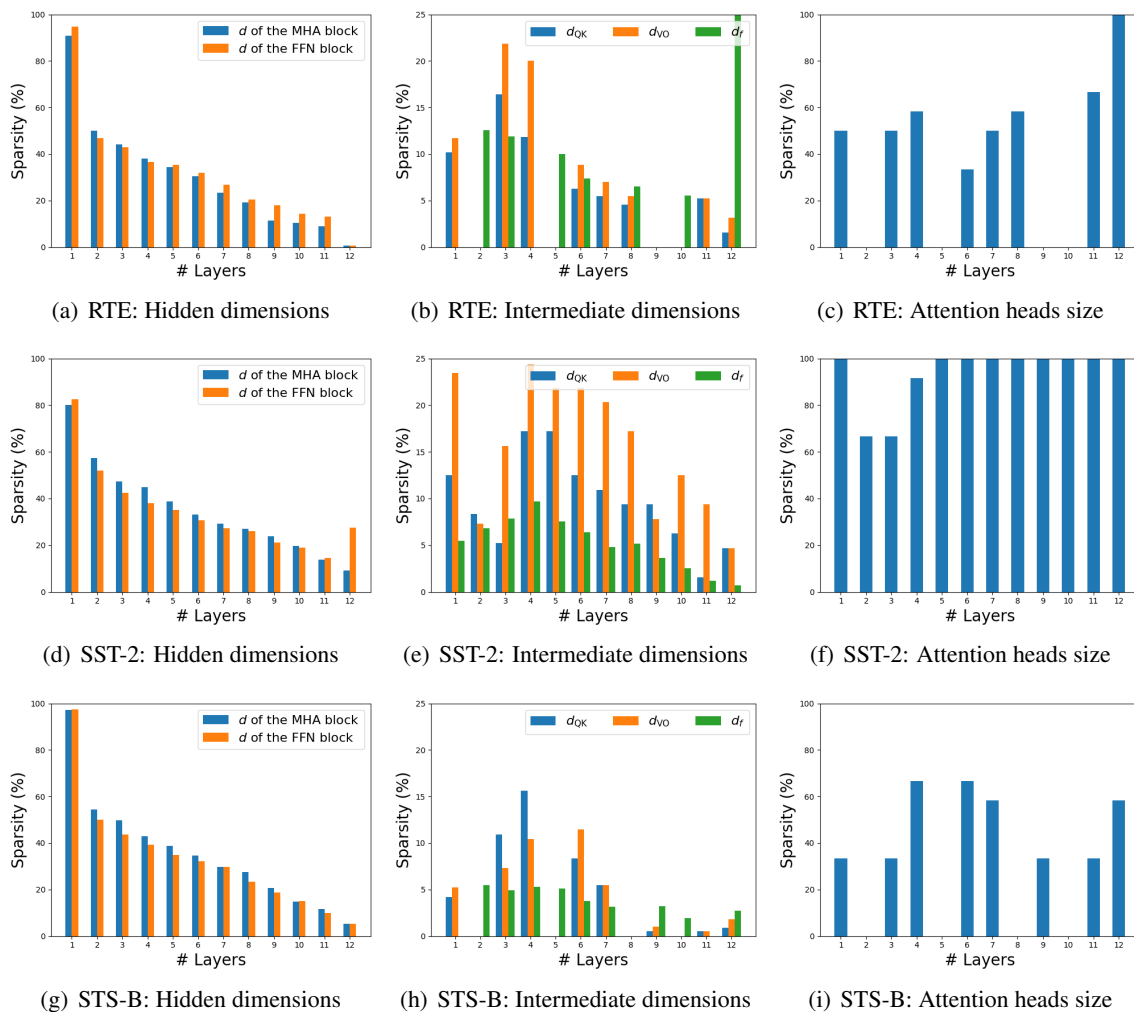 100
80
60
40
20
0
Sparsity (%)
d of the MHA block
d of the FFN block
1 2 3 4 5 6 7 8 9 10 11 12
# Layers
(a) RTE: Hidden dimensions
25
20
15
10
5
0
Sparsity (%)
d_QK d_VO d_f
1 2 3 4 5 6 7 8 9 10 11 12
# Layers
(b) RTE: Intermediate dimensions
100
80
60
40
20
0
Sparsity (%)
1 2 3 4 5 6 7 8 9 10 11 12
# Layers
(c) RTE: Attention heads size
100
80
60
40
20
0
Sparsity (%)
d of the MHA block
d of the FFN block
1 2 3 4 5 6 7 8 9 10 11 12
# Layers
(d) SST-2: Hidden dimensions
25
20
15
10
5
0
Sparsity (%)
d_QK d_VO d_f
1 2 3 4 5 6 7 8 9 10 11 12
# Layers
(e) SST-2: Intermediate dimensions
100
80
60
40
20
0
Sparsity (%)
1 2 3 4 5 6 7 8 9 10 11 12
# Layers
(f) SST-2: Attention heads size
100
80
60
40
20
0
Sparsity (%)
d of the MHA block
d of the FFN block
1 2 3 4 5 6 7 8 9 10 11 12
# Layers
(g) STS-B: Hidden dimensions
25
20
15
10
5
0
Sparsity (%)
d_QK d_VO d_f
1 2 3 4 5 6 7 8 9 10 11 12
# Layers
(h) STS-B: Intermediate dimensions
100
80
60
40
20
0
Sparsity (%)
1 2 3 4 5 6 7 8 9 10 11 12
# Layers
(i) STS-B: Attention heads size